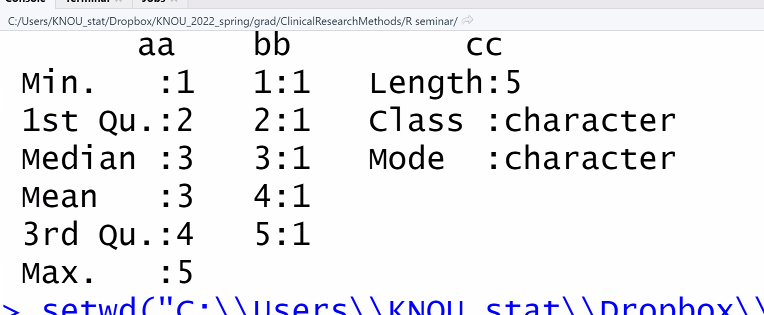 Console Terminal Jobs
C:/Users/KNOU_stat/Dropbox/KNOU_2022_spring/grad/ClinicalResearchMethods/R seminar/
aa bb cc
Min. :1 1:1 Length:5
1st Qu.:2 2:1 Class :character
Median :3 3:1 Mode :character
Mean :3 4:1
3rd Qu.:4 5:1
Max. :5
> setwd("C:\\Users\\KNOU_stat\\Dropbox\\